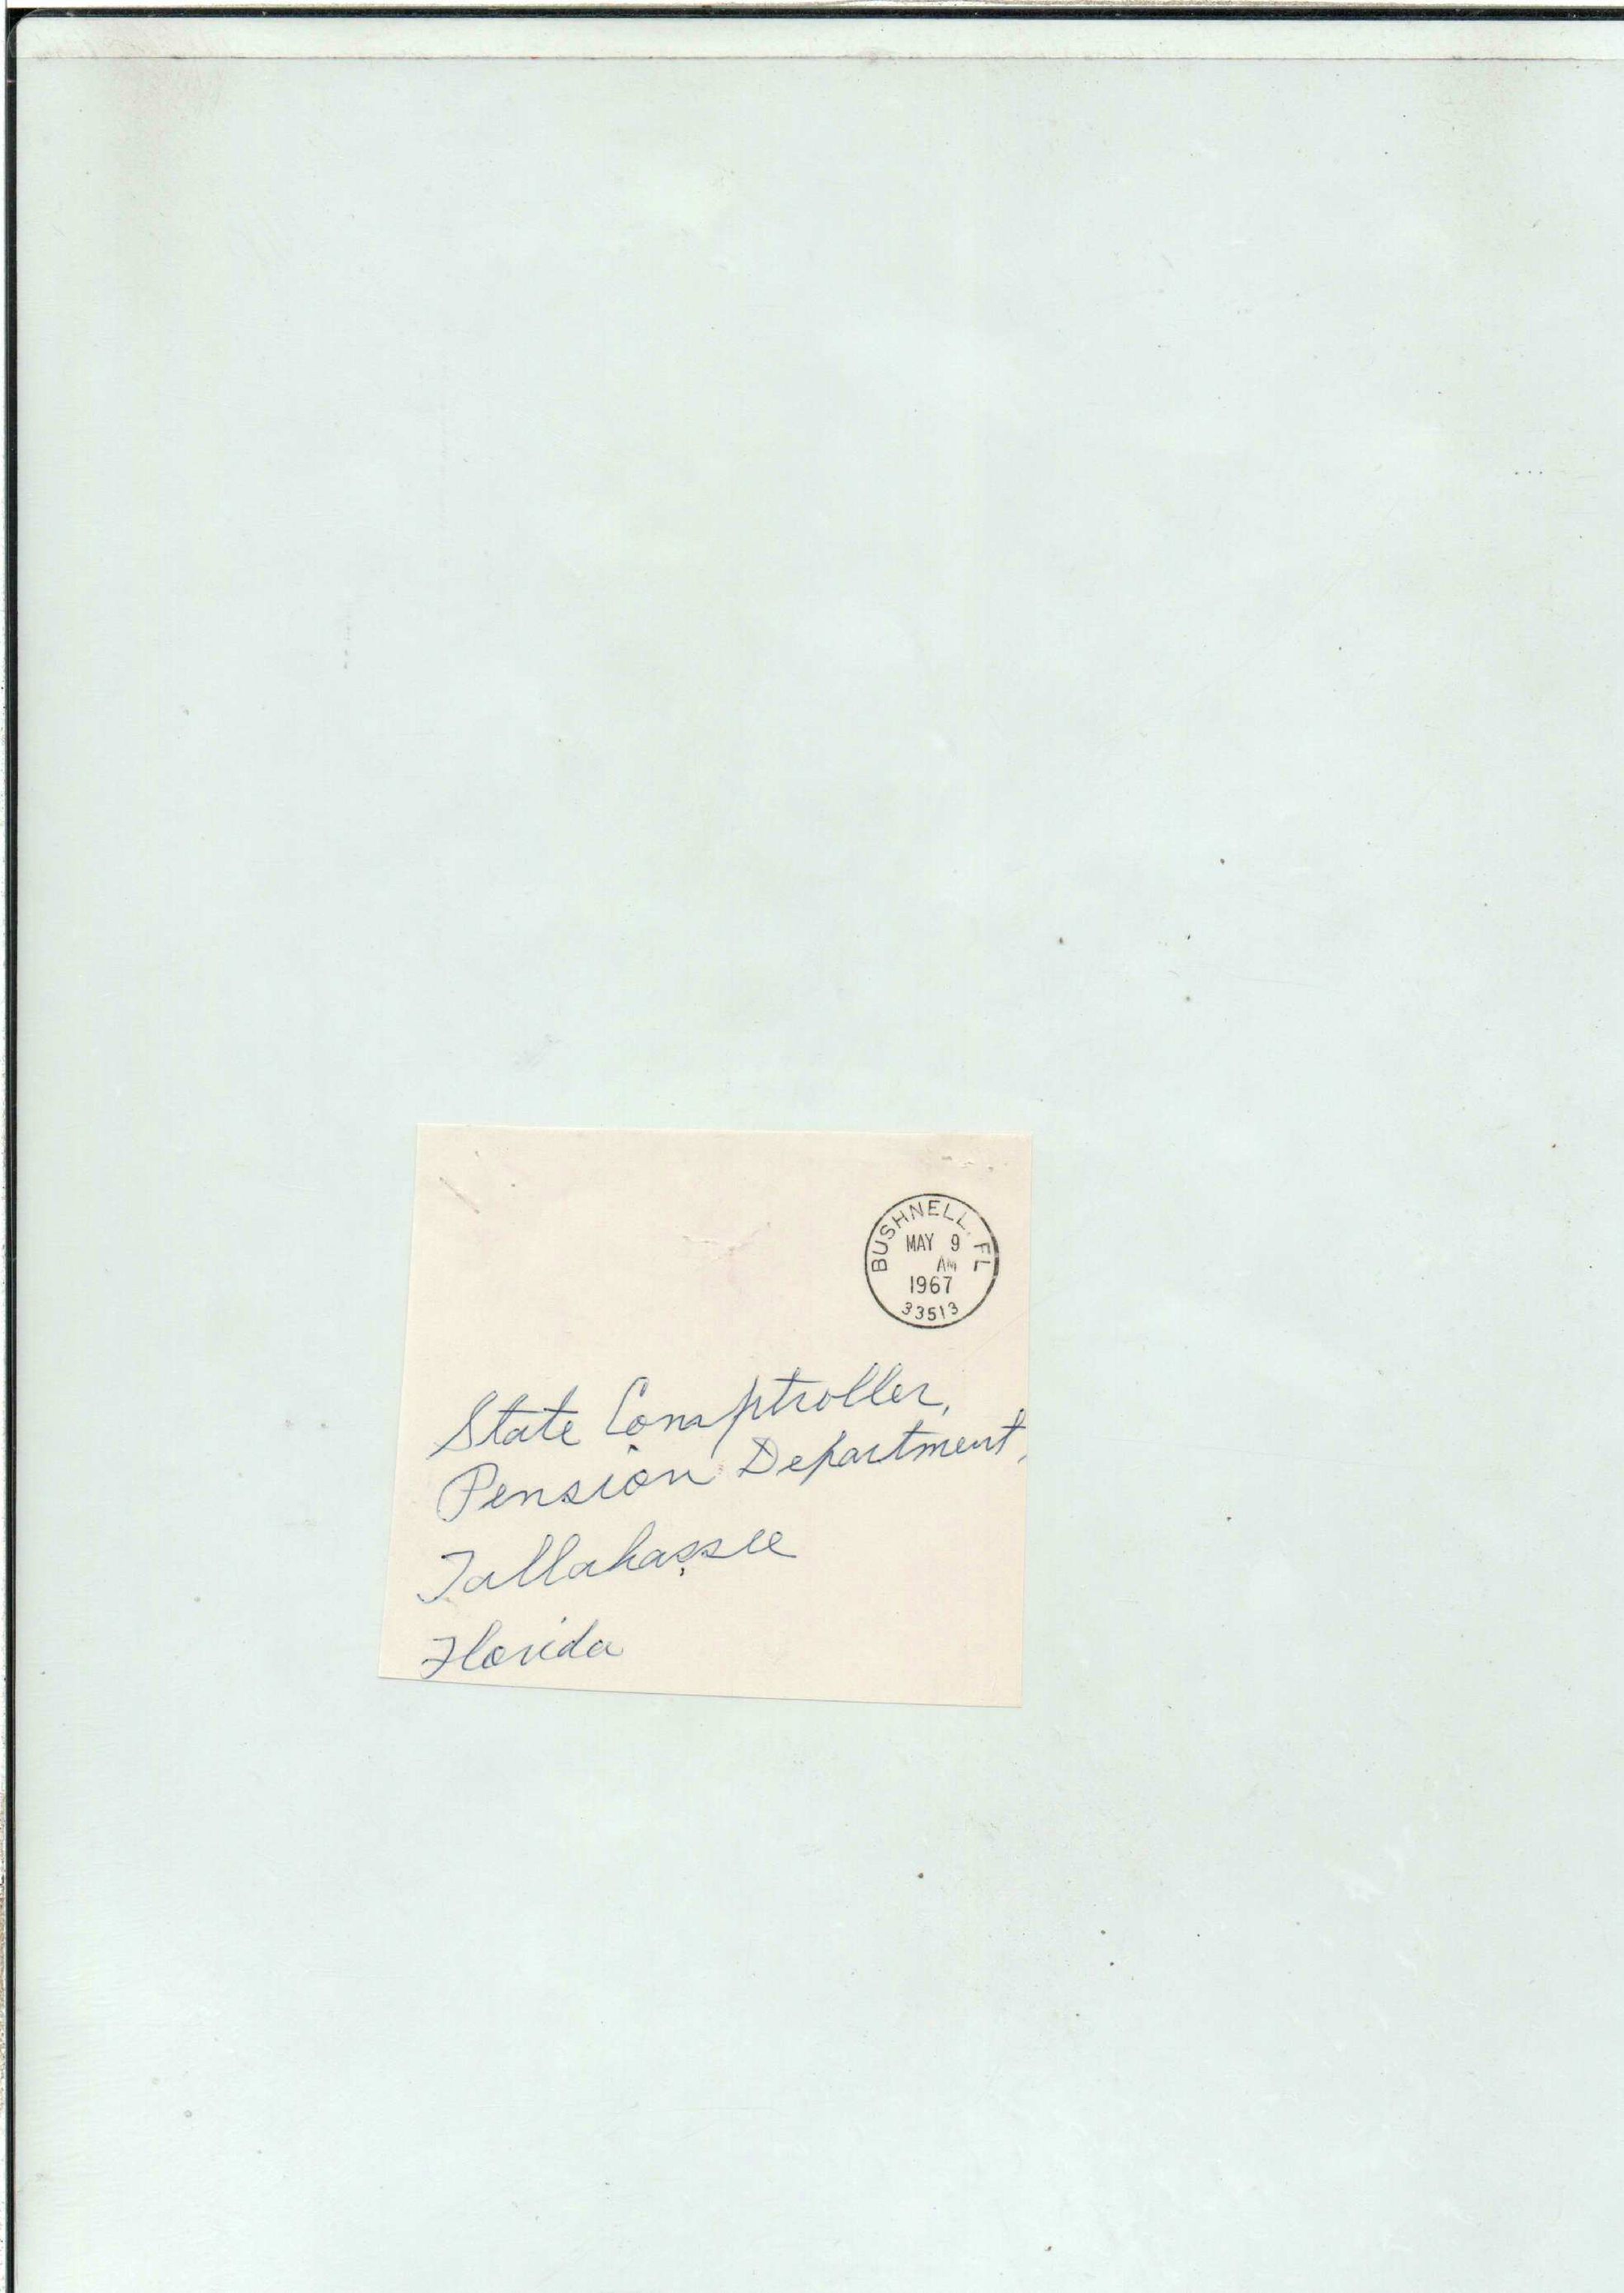 BUSHNELL, FL
MAY 9
AM
1967
33513
State Comptroller,
Pension Department,
Tallahassee
Florida